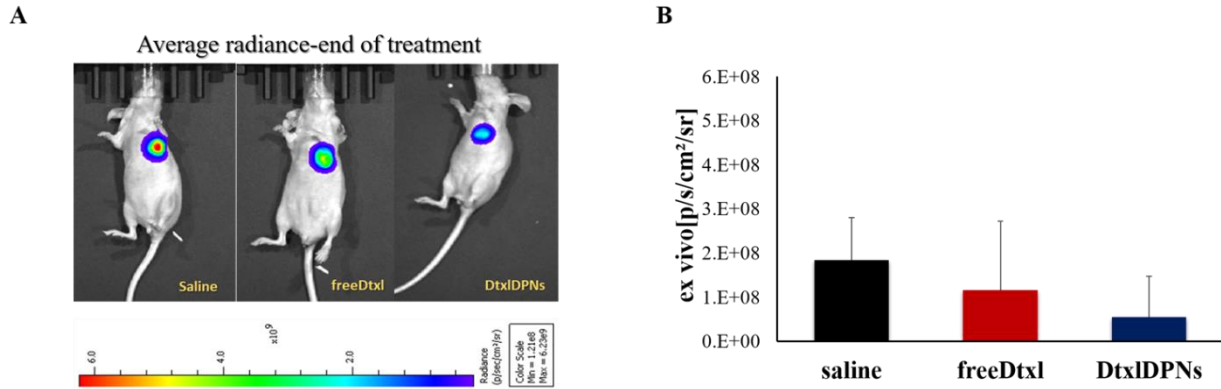 A
Average radiance-end of treatment
Saline
freeDtxl
DtxlDPNs
6.0
4.0
x10⁹
2.0
Radiance
(p/sec/cm²/sr)
Color Scale
Min = 1.21e8
Max = 6.23e9
B
ex vivo[p/s/cm²/sr]
6.E+08
5.E+08
4.E+08
3.E+08
2.E+08
1.E+08
0.E+00
saline
freeDtxl
DtxlDPNs